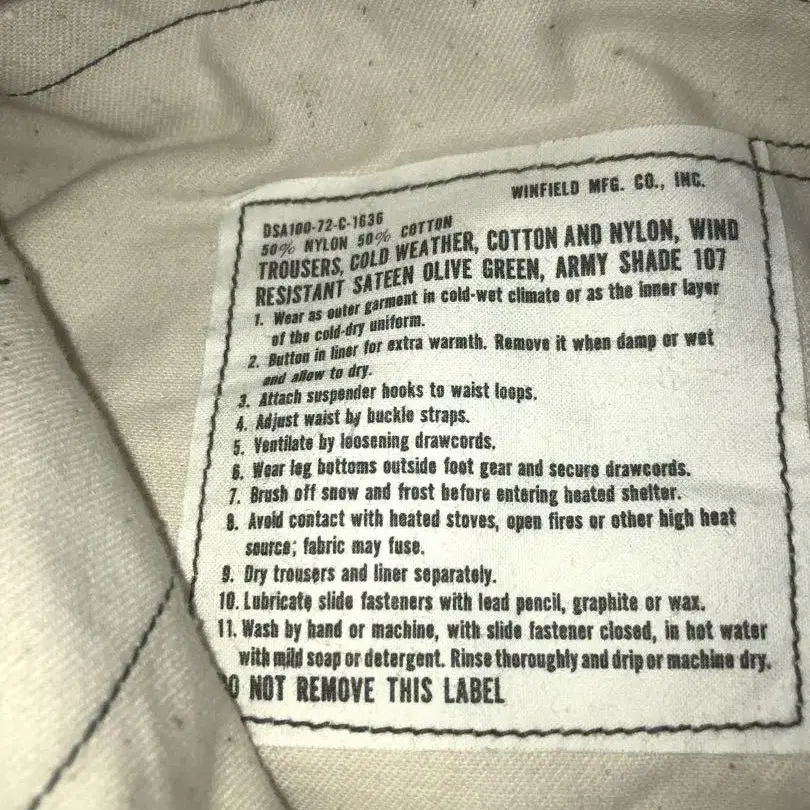 WINFIELD MFG. CO., INC.
DSA100-72-C-1636
50% NYLON 50% COTTON
TROUSERS, COLD WEATHER, COTTON AND NYLON, WIND
RESISTANT SATEEN OLIVE GREEN, ARMY SHADE 107
1. Wear as outer garment in cold-wet climate or as the inner layer
of the cold-dry uniform.
2. Button in liner for extra warmth. Remove it when damp or wet
and allow to dry.
3. Attach suspender hooks to waist loops.
4. Adjust waist by buckle straps.
5. Ventilate by loosening drawcords.
6. Wear leg bottoms outside foot gear and secure drawcords.
7. Brush off snow and frost before entering heated shelter.
8. Avoid contact with heated stoves, open fires or other high heat
source; fabric may fuse.
9. Dry trousers and liner separately.
10. Lubricate slide fasteners with lead pencil, graphite or wax.
11. Wash by hand or machine, with slide fastener closed, in hot water
with mild soap or detergent. Rinse thoroughly and drip or machine dry.
DO NOT REMOVE THIS LABEL